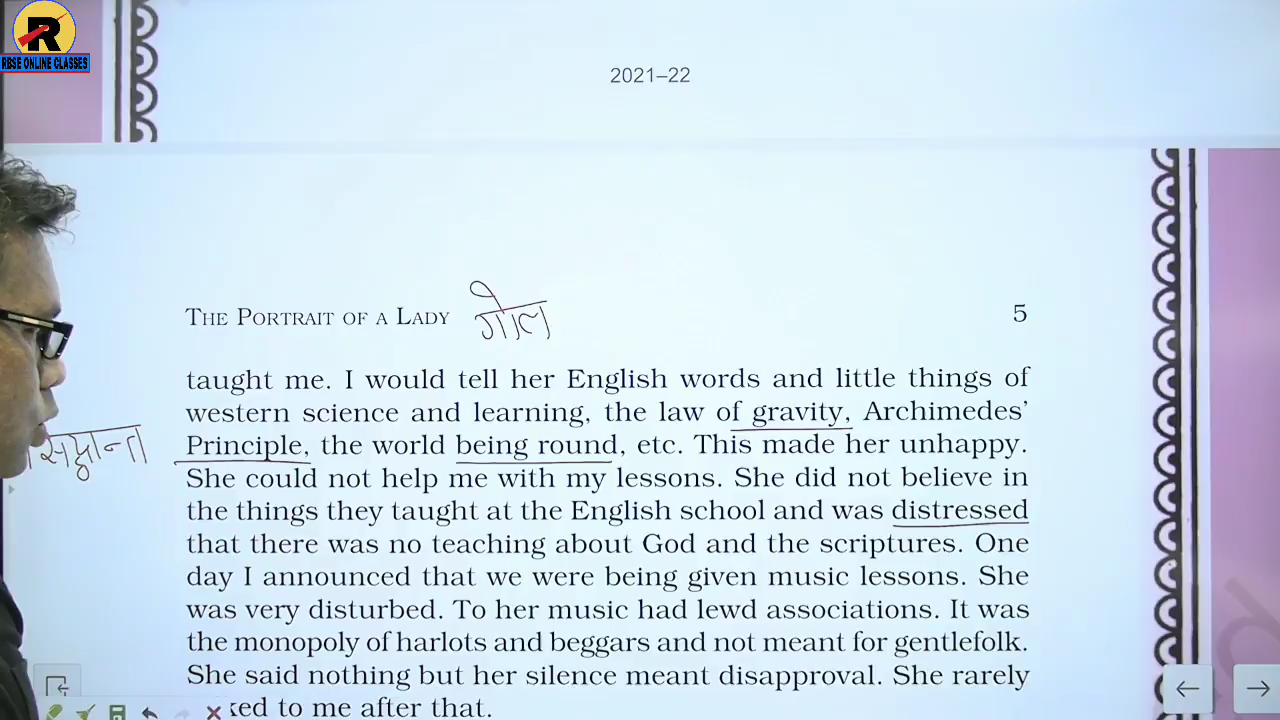 R
RBSE ONLINE CLASSES
2021–22
THE PORTRAIT OF A LADY गोल 5
taught me. I would tell her English words and little things of
western science and learning, the law of gravity, Archimedes’
Principle, the world being round, etc. This made her unhappy.
She could not help me with my lessons. She did not believe in
the things they taught at the English school and was distressed
that there was no teaching about God and the scriptures. One
day I announced that we were being given music lessons. She
was very disturbed. To her music had lewd associations. It was
the monopoly of harlots and beggars and not meant for gentlefolk.
She said nothing but her silence meant disapproval. She rarely
ked to me after that.